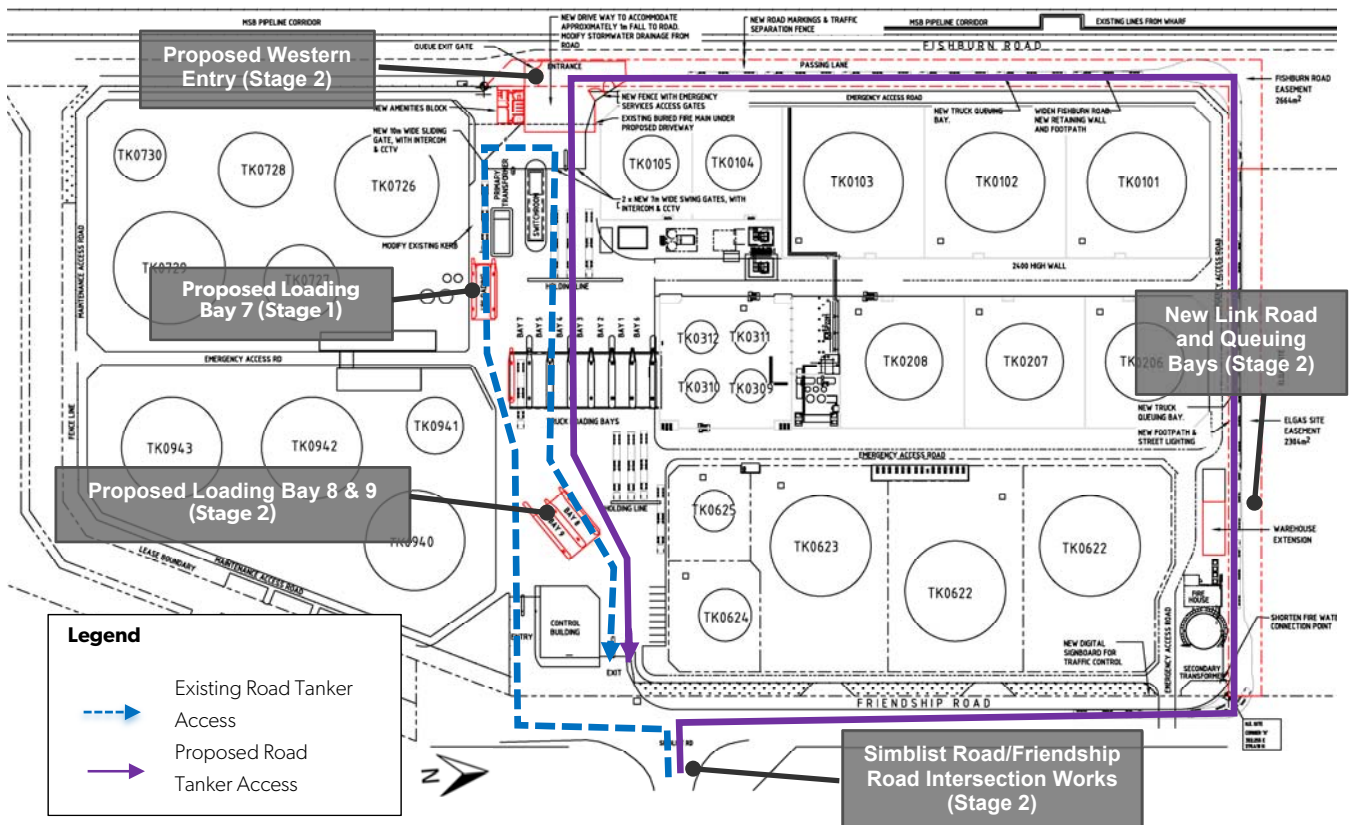 MSB PIPELINE CORRIDOR
NEW DRIVE WAY TO ACCOMMODATE
APPROXIMATELY 1m FALL TO ROAD.
MODIFY STORMWATER DRAINAGE FROM
ROAD
NEW ROAD MARKINGS & TRAFFIC
SEPARATION FENCE
MSB PIPELINE CORRIDOR
EXISTING LINES FROM WHARF
QUEUE EXIT GATE
FISHBURN ROAD
Proposed Western
Entry (Stage 2)
ENTRANCE
PASSING LANE
FISHBURN ROAD
EASEMENT
2664m²
NEW AMENITIES BLOCK
NEW FENCE WITH EMERGENCY
SERVICES ACCESS GATES
EMERGENCY ACCESS ROAD
NEW TRUCK QUEUING
BAY.
WIDEN FISHBURN ROAD,
NEW RETAINING WALL
AND FOOTPATH
EXISTING BURED FIRE MAIN UNDER
PROPOSED DRIVEWAY
NEW 10m WIDE SLIDING
GATE, WITH INTERCOM
& CCTV
TK0730
TK0728
TK0726
TK0105
TK0104
TK0103
TK0102
TK0101
PRIMARY
TRANSFORMER
SWITCHROOM
2 x NEW 7m WIDE SWING GATES, WITH
INTERCOM & CCTV
MODIFY EXISTING KERB
MAINTENANCE ACCESS ROAD
TK0729
TK0727
2400 HIGH WALL
ACCESS ROAD
Proposed Loading
Bay 7 (Stage 1)
HOLDING LINE
BAY 7
BAY 5
BAY 4
BAY 3
BAY 2
BAY 1
BAY 6
New Link Road
and Queuing
Bays (Stage 2)
TK0312
TK0311
TK0310
TK0309
TK0208
TK0207
TK0206
EMERGENCY ACCESS RD
FENCE LINE
TRUCK LOADING BAYS
NEW TRUCK
QUEUING BAY.
NEW FOOTPATH &
STREET LIGHTING
ELGAS SITE
EASEMENT
2304m²
TK0943
TK0942
TK0941
EMERGENCY ACCESS ROAD
Proposed Loading Bay 8 & 9
(Stage 2)
BAY 8
BAY 9
HOLDING LINE
TK0940
TK0625
TK0623
TK0622
TK0622
TK0624
WAREHOUSE
EXTENSION
LEASE BOUNDARY
MAINTENANCE ACCESS ROAD
FIRE
HOUSE
CONTROL
BUILDING
ENTRY
EXIT
NEW DIGITAL
SIGNBOARD FOR
TRAFFIC CONTROL
EMERGENCY ACCESS ROAD
SECONDARY
TRANSFORMER
SHORTEN FIRE WATE
CONNECTION POINT
FRIENDSHIP ROAD
Legend
Existing Road Tanker
Access
Proposed Road
Tanker Access
N
Simblist Road/Friendship
Road Intersection Works
(Stage 2)